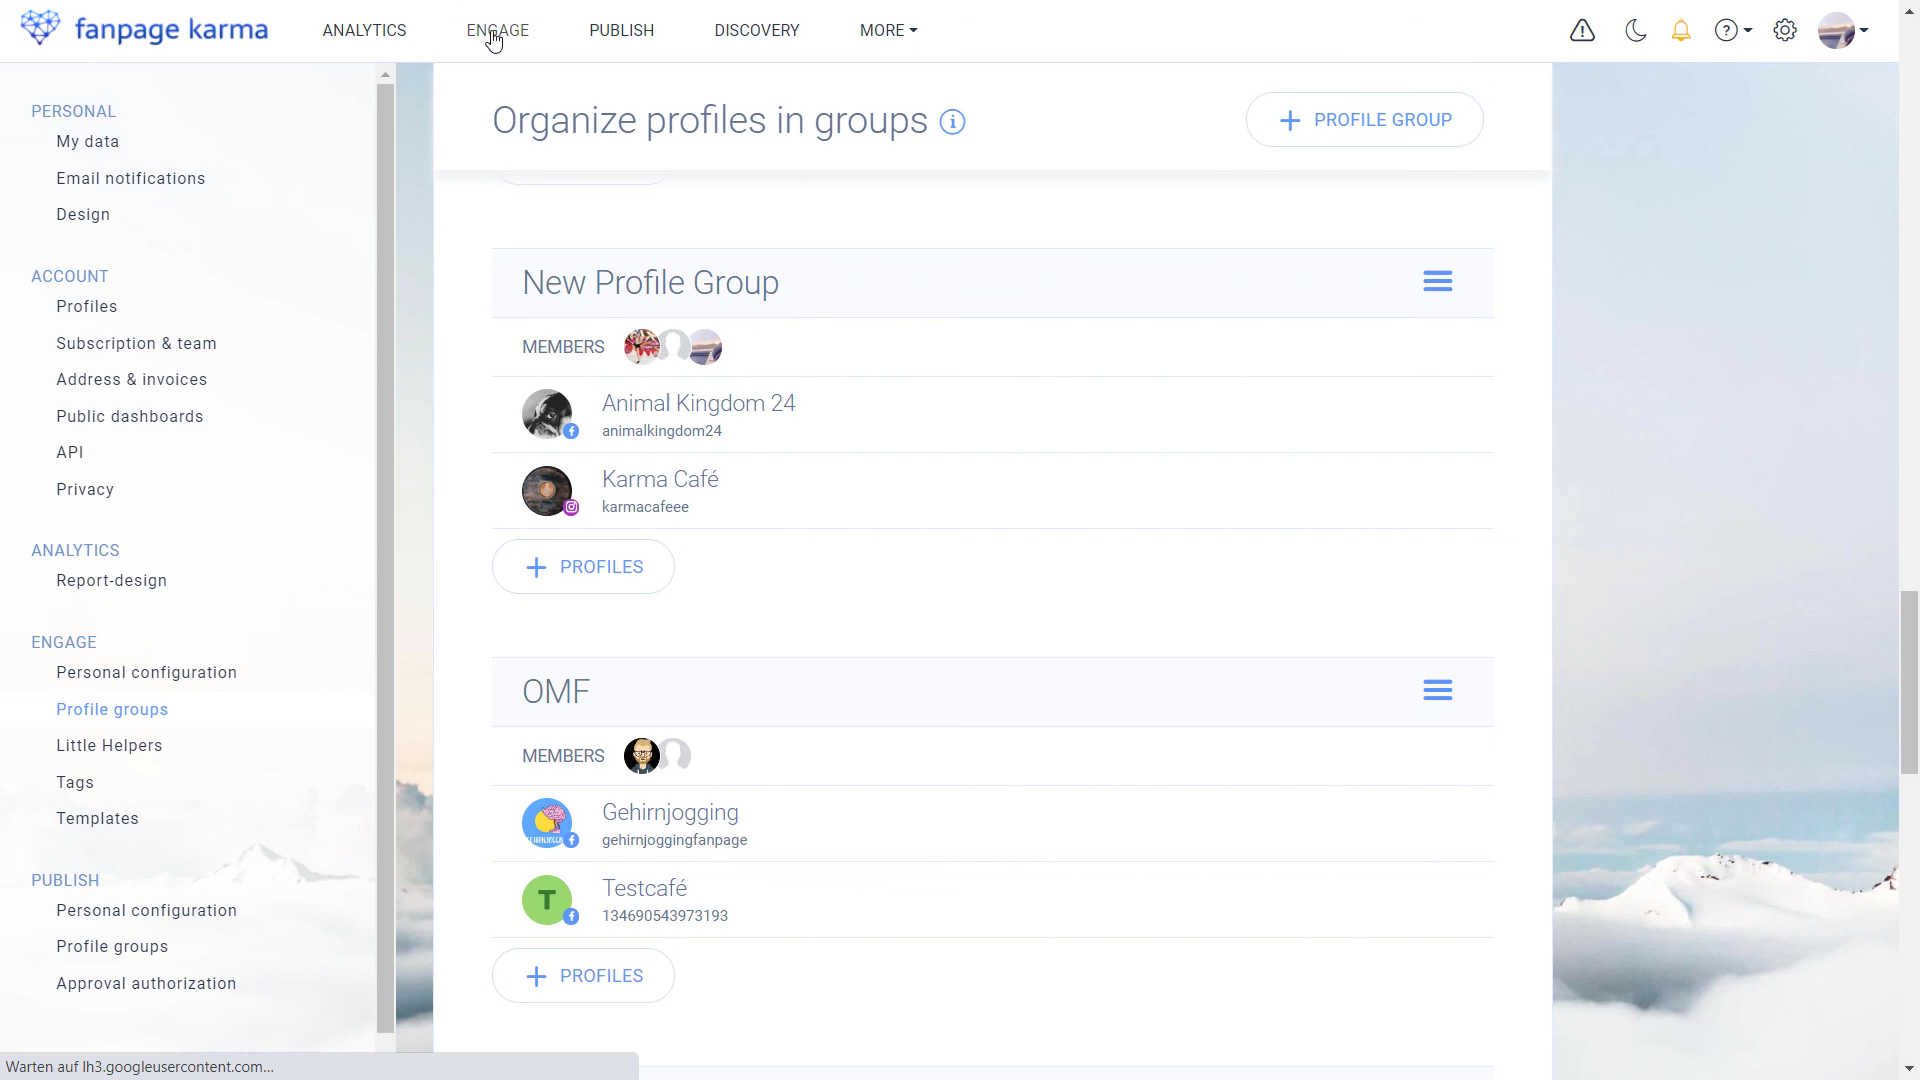 fanpage karma
ANALYTICS
ENGAGE
PUBLISH
DISCOVERY
MORE
PERSONAL
My data
Email notifications
Design
ACCOUNT
Profiles
Subscription & team
Address & invoices
Public dashboards
API
Privacy
ANALYTICS
Report-design
ENGAGE
Personal configuration
Profile groups
Little Helpers
Tags
Templates
PUBLISH
Personal configuration
Profile groups
Approval authorization
Organize profiles in groups
+ PROFILE GROUP
New Profile Group
MEMBERS
Animal Kingdom 24
animalkingdom24
Karma Café
karmacafeee
+ PROFILES
OMF
MEMBERS
Gehirnjogging
gehirnjoggingfanpage
T
Testcafé
134690543973193
+ PROFILES
Warten auf lh3.googleusercontent.com...